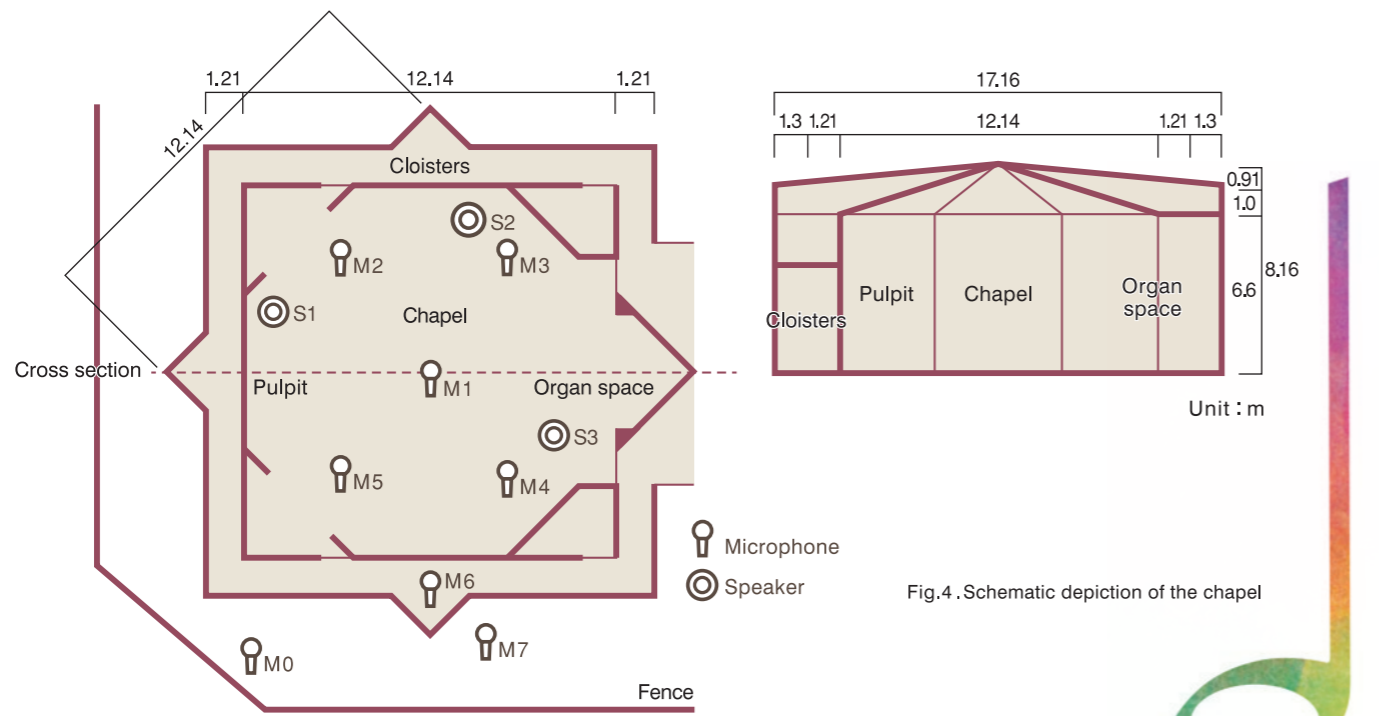 1.21
12.14
1.21
12.14
Cloisters
S2
M2
M3
S1
Chapel
Cross section
Pulpit
M1
Organ space
S3
M5
M4
M6
M7
M0
Fence
Microphone
Speaker
17.16
1.3
1.21
12.14
1.21
1.3
0.91
1.0
8.16
6.6
Pulpit
Chapel
Organ
space
Cloisters
Unit : m
Fig.4 . Schematic depiction of the chapel